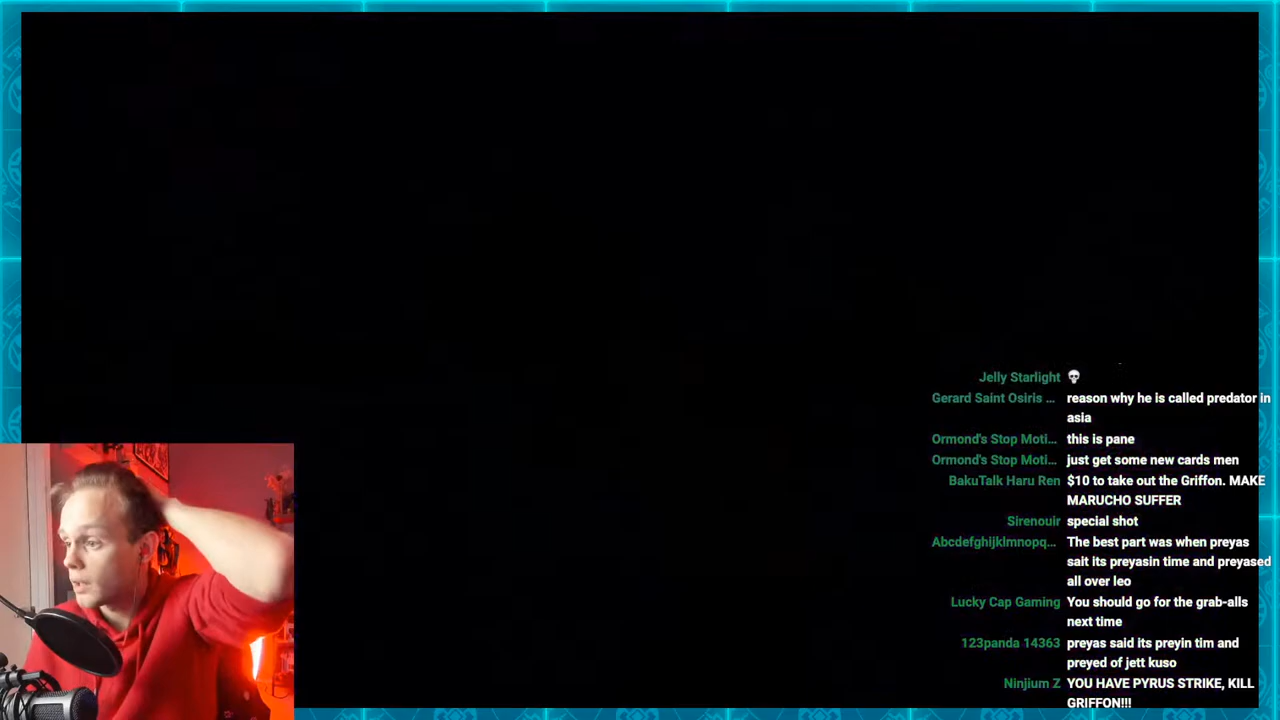 Jelly Starlight 💀
Gerard Saint Osiris ... reason why he is called predator in
asia
Ormond's Stop Moti... this is pane
Ormond's Stop Moti... just get some new cards men
BakuTalk Haru Ren $10 to take out the Griffon. MAKE
MARUCHO SUFFER
Sirenouir special shot
Abcdefghijklmnopq... The best part was when preyas
sait its preyasin time and preyased
all over leo
Lucky Cap Gaming You should go for the grab-alls
next time
123panda 14363 preyas said its preyin tim and
preyed of jett kuso
Ninjium Z YOU HAVE PYRUS STRIKE, KILL
GRIFFON!!!